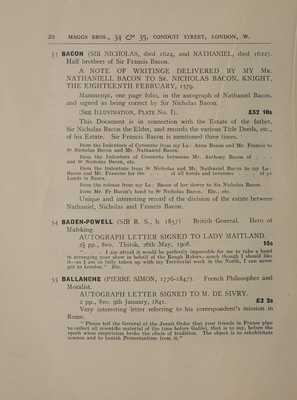 20 MAGGS BROS., 34 & 35, CONDUIT STREET, LONDON, W.
33 BACON (SIR NICHOLAS, died 1624, and NATHANIEL, died 1622).
Half brothers of Sir Francis Bacon.
A NOTE OF WRITINGE DELIVERED BY MY MR.
NATHANIELL BACON TO SR. NICHOLAS BACON, KNIGHT,
THE EIGHTEENTH FEBRUARY, 1579.
Manuscript, one page folio, in the autograph of Nathaniel Bacon,
and signed as being correct by Sir Nicholas Bacon.
(SEE ILLUSTRATION, PLATE No. I). £52 10s
This Document is in connection with the Estate of the father,
Sir Nicholas Bacon the Elder, and records the various Title Deeds, etc.,
of his Estate. Sir Francis Bacon is mentioned three times.
Item the Indentures of Coventis from my La: Anne Bacon and Mr. Francis to
Sr Nicholas Bacon and Mr. Nathaniel Bacon.
Item the Indenture of Coventis betweene Mr. Anthony Bacon of . . .
and Sr Nicholas Bacon, etc.
Item the Indenture from Sr Nicholas and Mr. Nathaniel Bacon to my La:
Bacon and Mr. Frances for the . . . of all bonds and revenues . . . of yr
Lands in Essex.
Item the release from my La: Bacon of her dower to Sr Nicholas Bacon.
Item Mr. Fr Bacon's bond to Sr Nicholas Bacon. Etc., etc.
Unique and interesting record of the division of the estate between
Nathaniel, Nicholas and Francis Bacon.
34 BADEN-POWELL (SIR R. S., b. 1857). British General. Hero of
Mafeking.
AUTOGRAPH LETTER SIGNED TO LADY MAITLAND.
2½ pp., 8vo. Thirsk, 26th May, 1908. 15s
". . . I am afraid it would be perfectly impossible for me to take a hand
in arranging your show in behalf of the Rough Riders—much though I should like
it—as I am so fully taken up with my Territorial work in the North, I can never
get to London." Etc.
35 BALLANCHE (PIERRE SIMON, 1776-1847). French Philosopher and
Moralist.
AUTOGRAPH LETTER SIGNED TO M. DE SIVRY.
2 pp., 8vo. 9th January, 1841. £2 2s
Very interesting letter referring to his correspondent's mission in
Rome.
"Please tell the General of the Jesuit Order that your friends in France plan
to collect all scientific material of the time before Galilei, that is to say, before the
epoch when empiricism broke the chain of tradition. The object is to rehabilitate
science and to banish Protestantism from it."